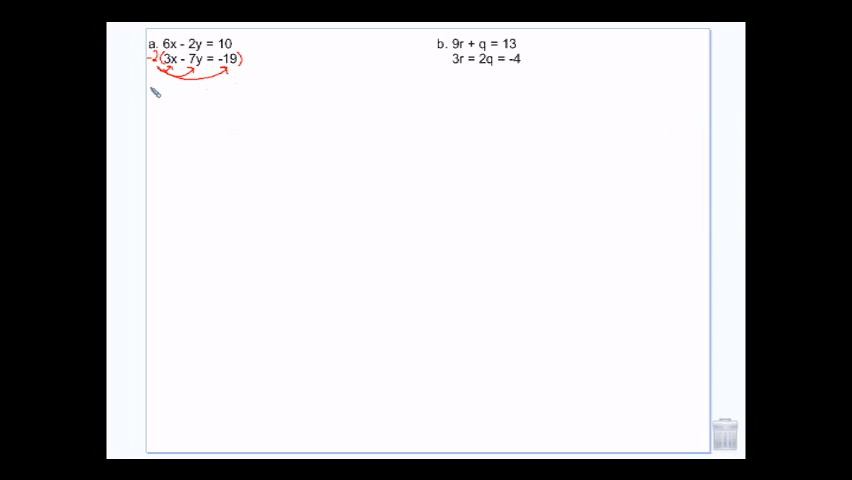 a. 6x - 2y = 10
-2(3x - 7y = -19)
b. 9r + q = 13
3r = 2q = -4